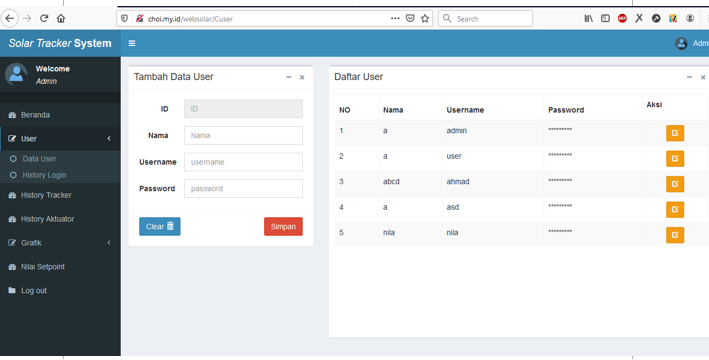 choi.my.id/websolar/Cuser
Search
Solar Tracker System
Admi
Welcome
Admin
Beranda
User
Data User
History Login
History Tracker
History Aktuator
Grafik
Nilai Setpoint
Log out
Tambah Data User
ID ID
Nama Nama
Username username
Password password
Clear Simpan
Daftar User
NO Nama Username Password Aksi
1 a admin *********
2 a user *********
3 abcd ahmad *********
4 a asd *********
5 nila nila *********